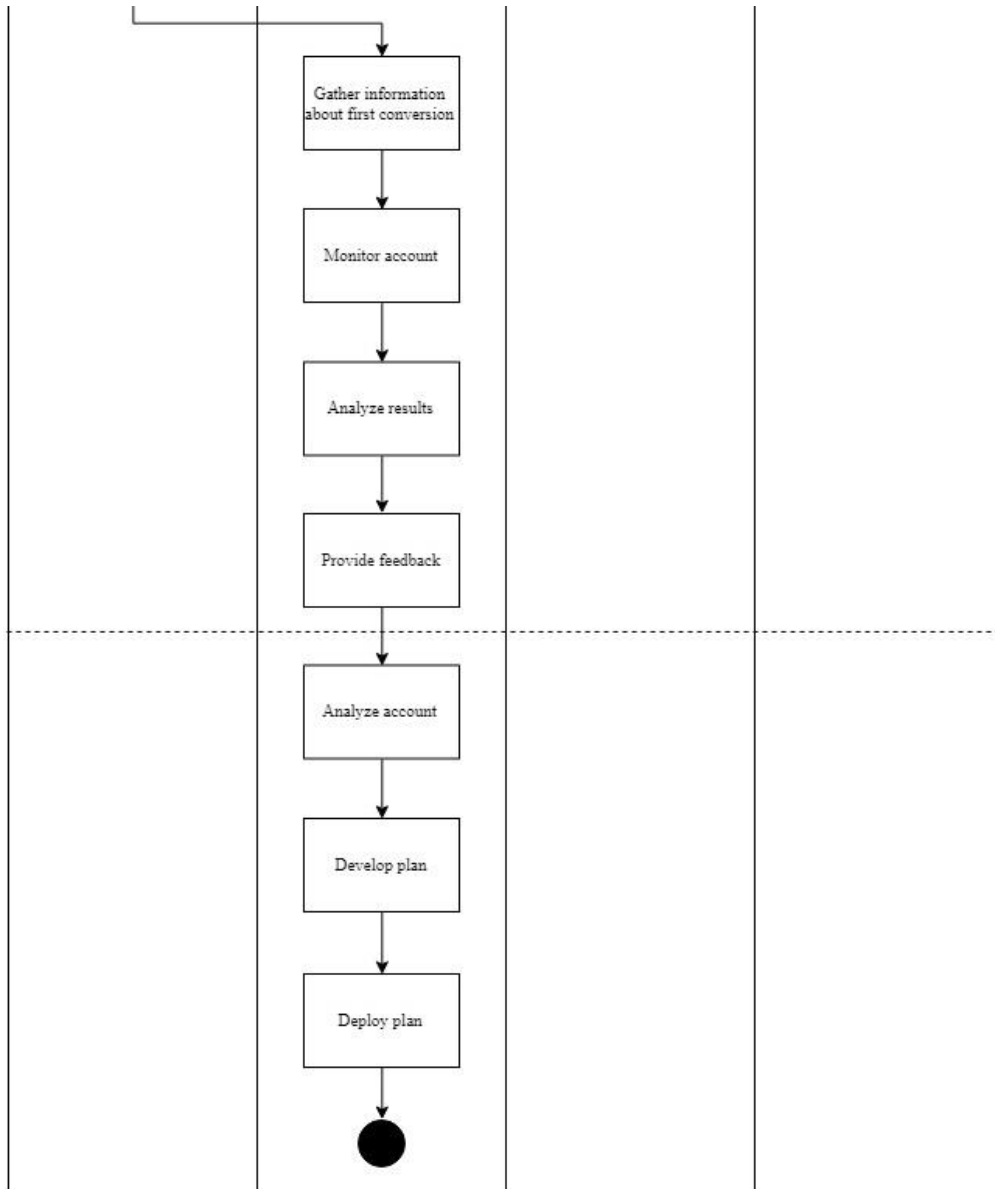 Gather information
about first conversion
Monitor account
Analyze results
Provide feedback
Analyze account
Develop plan
Deploy plan